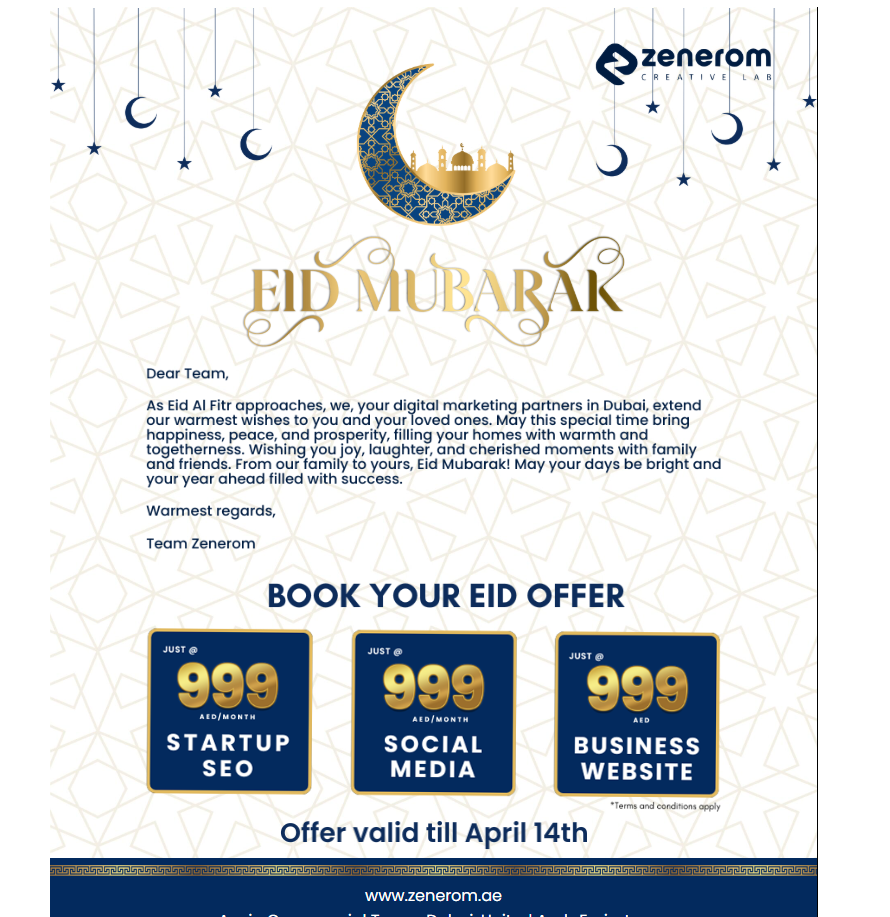 zenerom
CREATIVE LAB
EID MUBARAK
Dear Team,
As Eid Al Fitr approaches, we, your digital marketing partners in Dubai, extend
our warmest wishes to you and your loved ones. May this special time bring
happiness, peace, and prosperity, filling your homes with warmth and
togetherness. Wishing you joy, laughter, and cherished moments with family
and friends. From our family to yours, Eid Mubarak! May your days be bright and
your year ahead filled with success.
Warmest regards,
Team Zenerom
BOOK YOUR EID OFFER
JUST @
999
AED/MONTH
STARTUP
SEO
JUST @
999
AED/MONTH
SOCIAL
MEDIA
JUST @
999
AED
BUSINESS
WEBSITE
*Terms and conditions apply
Offer valid till April 14th
www.zenerom.ae